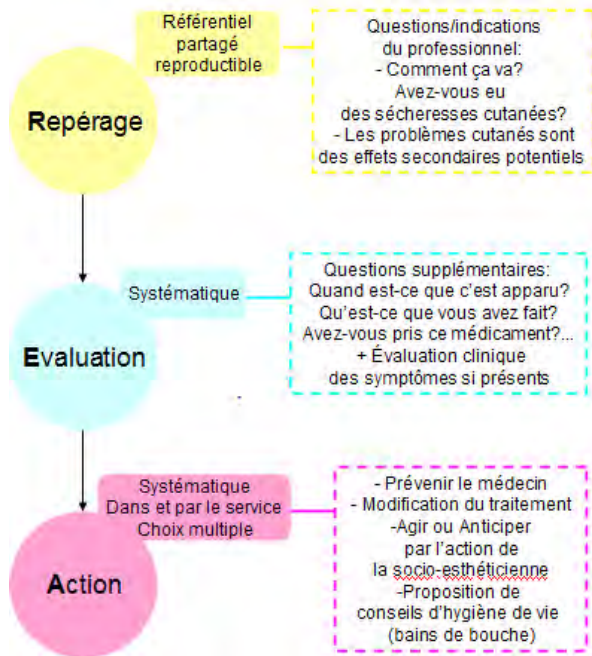 Référentiel
partagé
reproductible
Repérage
Questions/indications
du professionnel:
- Comment ça va?
Avez-vous eu
des sécheresses cutanées?
- Les problèmes cutanés sont
des effets secondaires potentiels
Systématique
Evaluation
Questions supplémentaires:
Quand est-ce que c'est apparu?
Qu'est-ce que vous avez fait?
Avez-vous pris ce médicament?...
+ Évaluation clinique
des symptômes si présents
Systématique
Dans et par le service
Choix multiple
Action
- Prévenir le médecin
- Modification du traitement
-Agir ou Anticiper
par l'action de
la socio-esthéticienne
-Proposition de
conseils d'hygiène de vie
(bains de bouche)